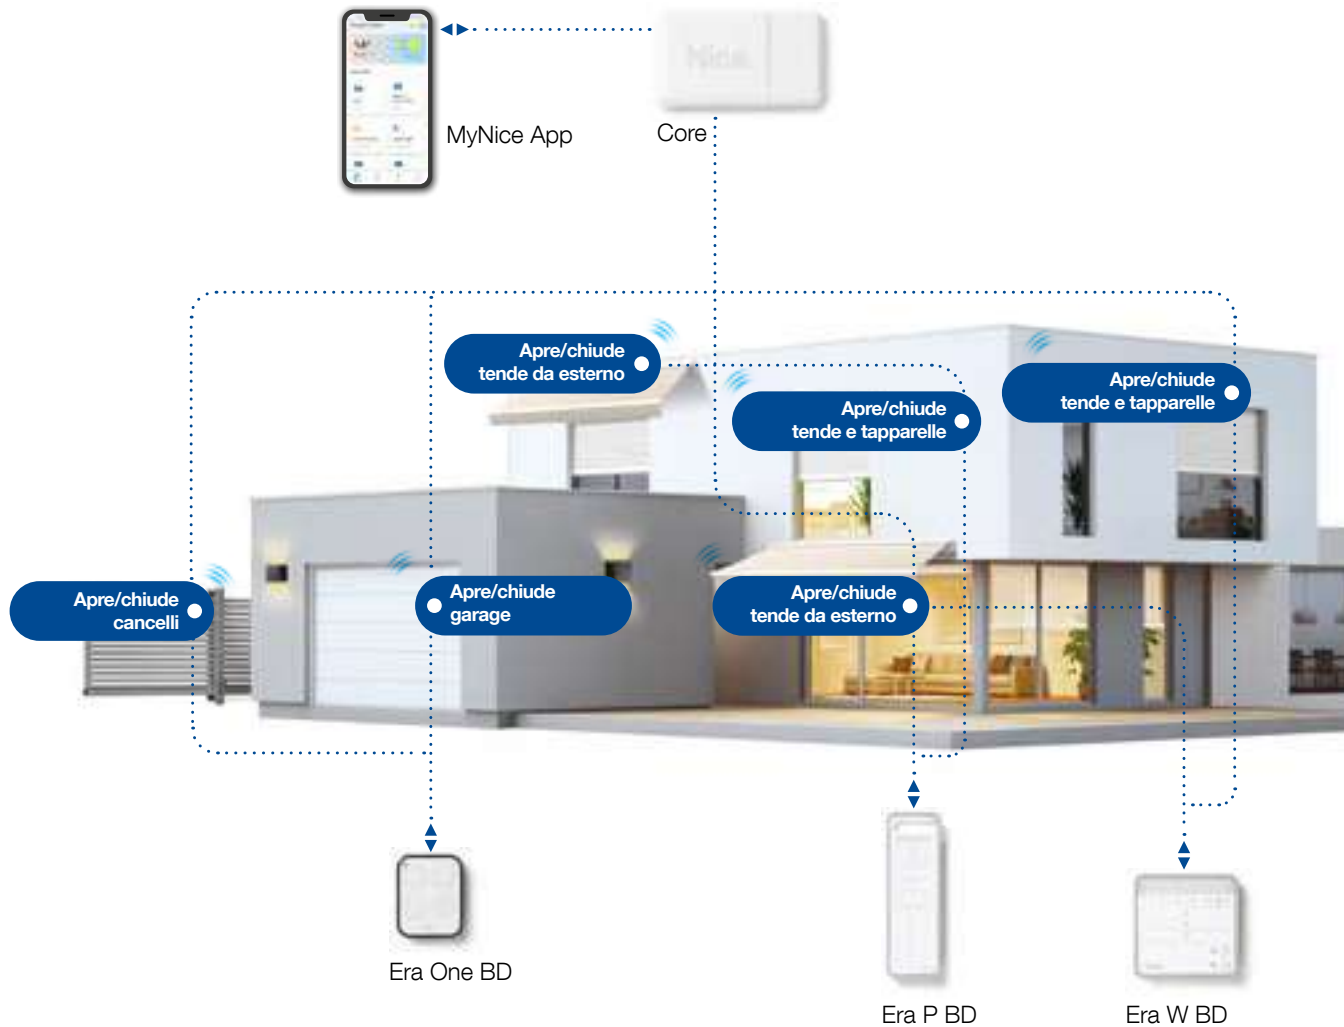 Nice
MyNice App
Core
Apre/chiude
tende da esterno
Apre/chiude
tende e tapparelle
Apre/chiude
tende e tapparelle
Apre/chiude
cancelli
Apre/chiude
garage
Apre/chiude
tende da esterno
Era One BD
Era P BD
Era W BD